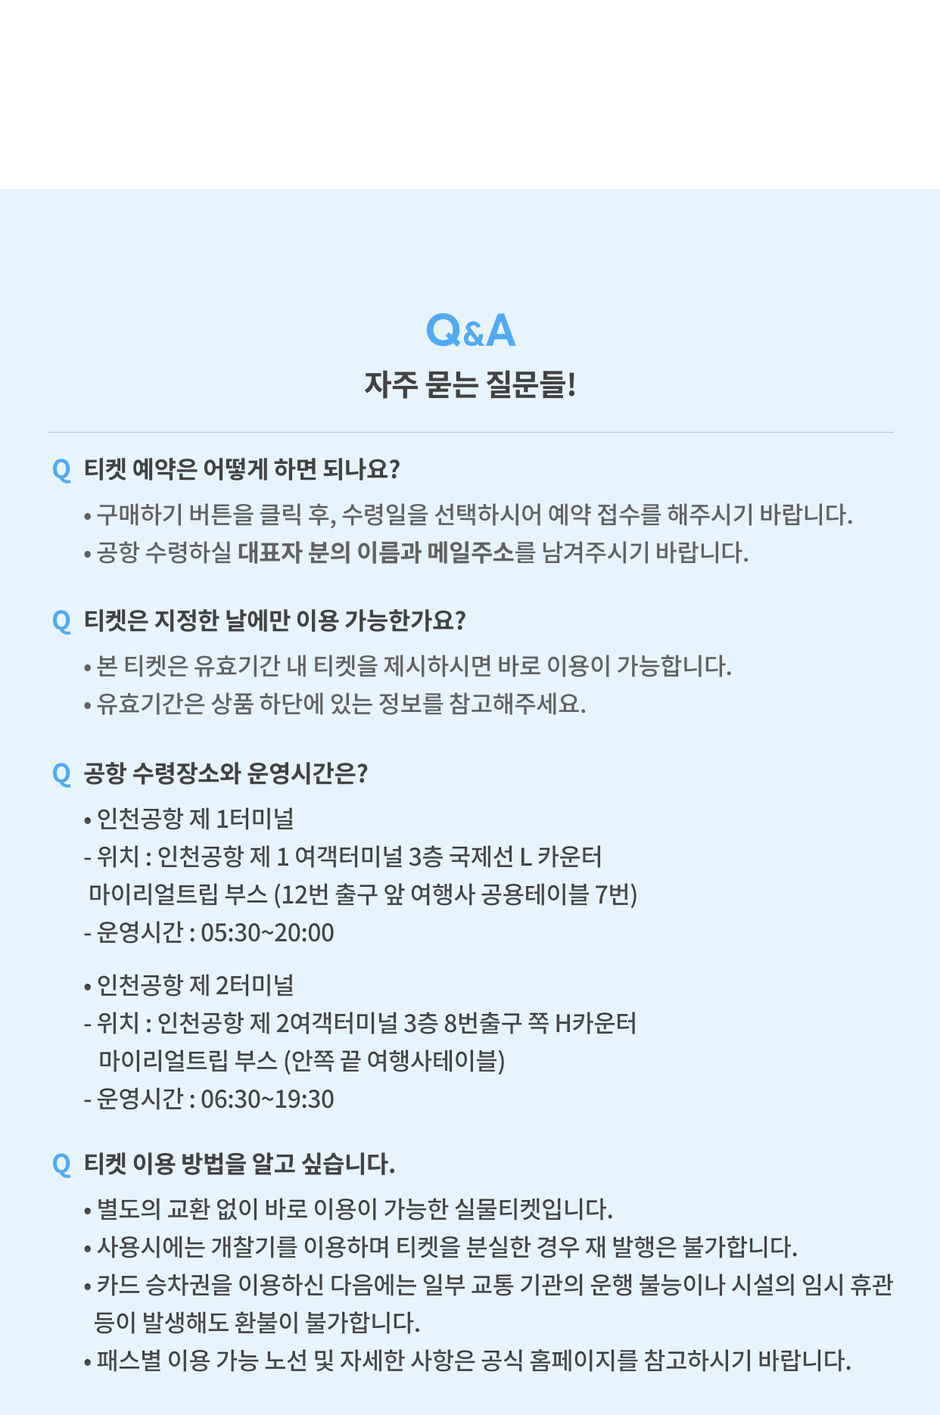 Q&A
자주 묻는 질문들!
Q 티켓 예약은 어떻게 하면 되나요?
• 구매하기 버튼을 클릭 후, 수령일을 선택하시어 예약 접수를 해주시기 바랍니다.
• 공항 수령하실 대표자 분의 이름과 메일주소를 남겨주시기 바랍니다.
Q 티켓은 지정한 날에만 이용 가능한가요?
• 본 티켓은 유효기간 내 티켓을 제시하시면 바로 이용이 가능합니다.
• 유효기간은 상품 하단에 있는 정보를 참고해주세요.
Q 공항 수령장소와 운영시간은?
• 인천공항 제 1터미널
- 위치 : 인천공항 제 1 여객터미널 3층 국제선 L 카운터
마이리얼트립 부스 (12번 출구 앞 여행사 공용테이블 7번)
- 운영시간 : 05:30~20:00
• 인천공항 제 2터미널
- 위치 : 인천공항 제 2여객터미널 3층 8번출구 쪽 H카운터
마이리얼트립 부스 (안쪽 끝 여행사테이블)
- 운영시간 : 06:30~19:30
Q 티켓 이용 방법을 알고 싶습니다.
• 별도의 교환 없이 바로 이용이 가능한 실물티켓입니다.
• 사용시에는 개찰기를 이용하며 티켓을 분실한 경우 재 발행은 불가합니다.
• 카드 승차권을 이용하신 다음에는 일부 교통 기관의 운행 불능이나 시설의 임시 휴관
등이 발생해도 환불이 불가합니다.
• 패스별 이용 가능 노선 및 자세한 사항은 공식 홈페이지를 참고하시기 바랍니다.